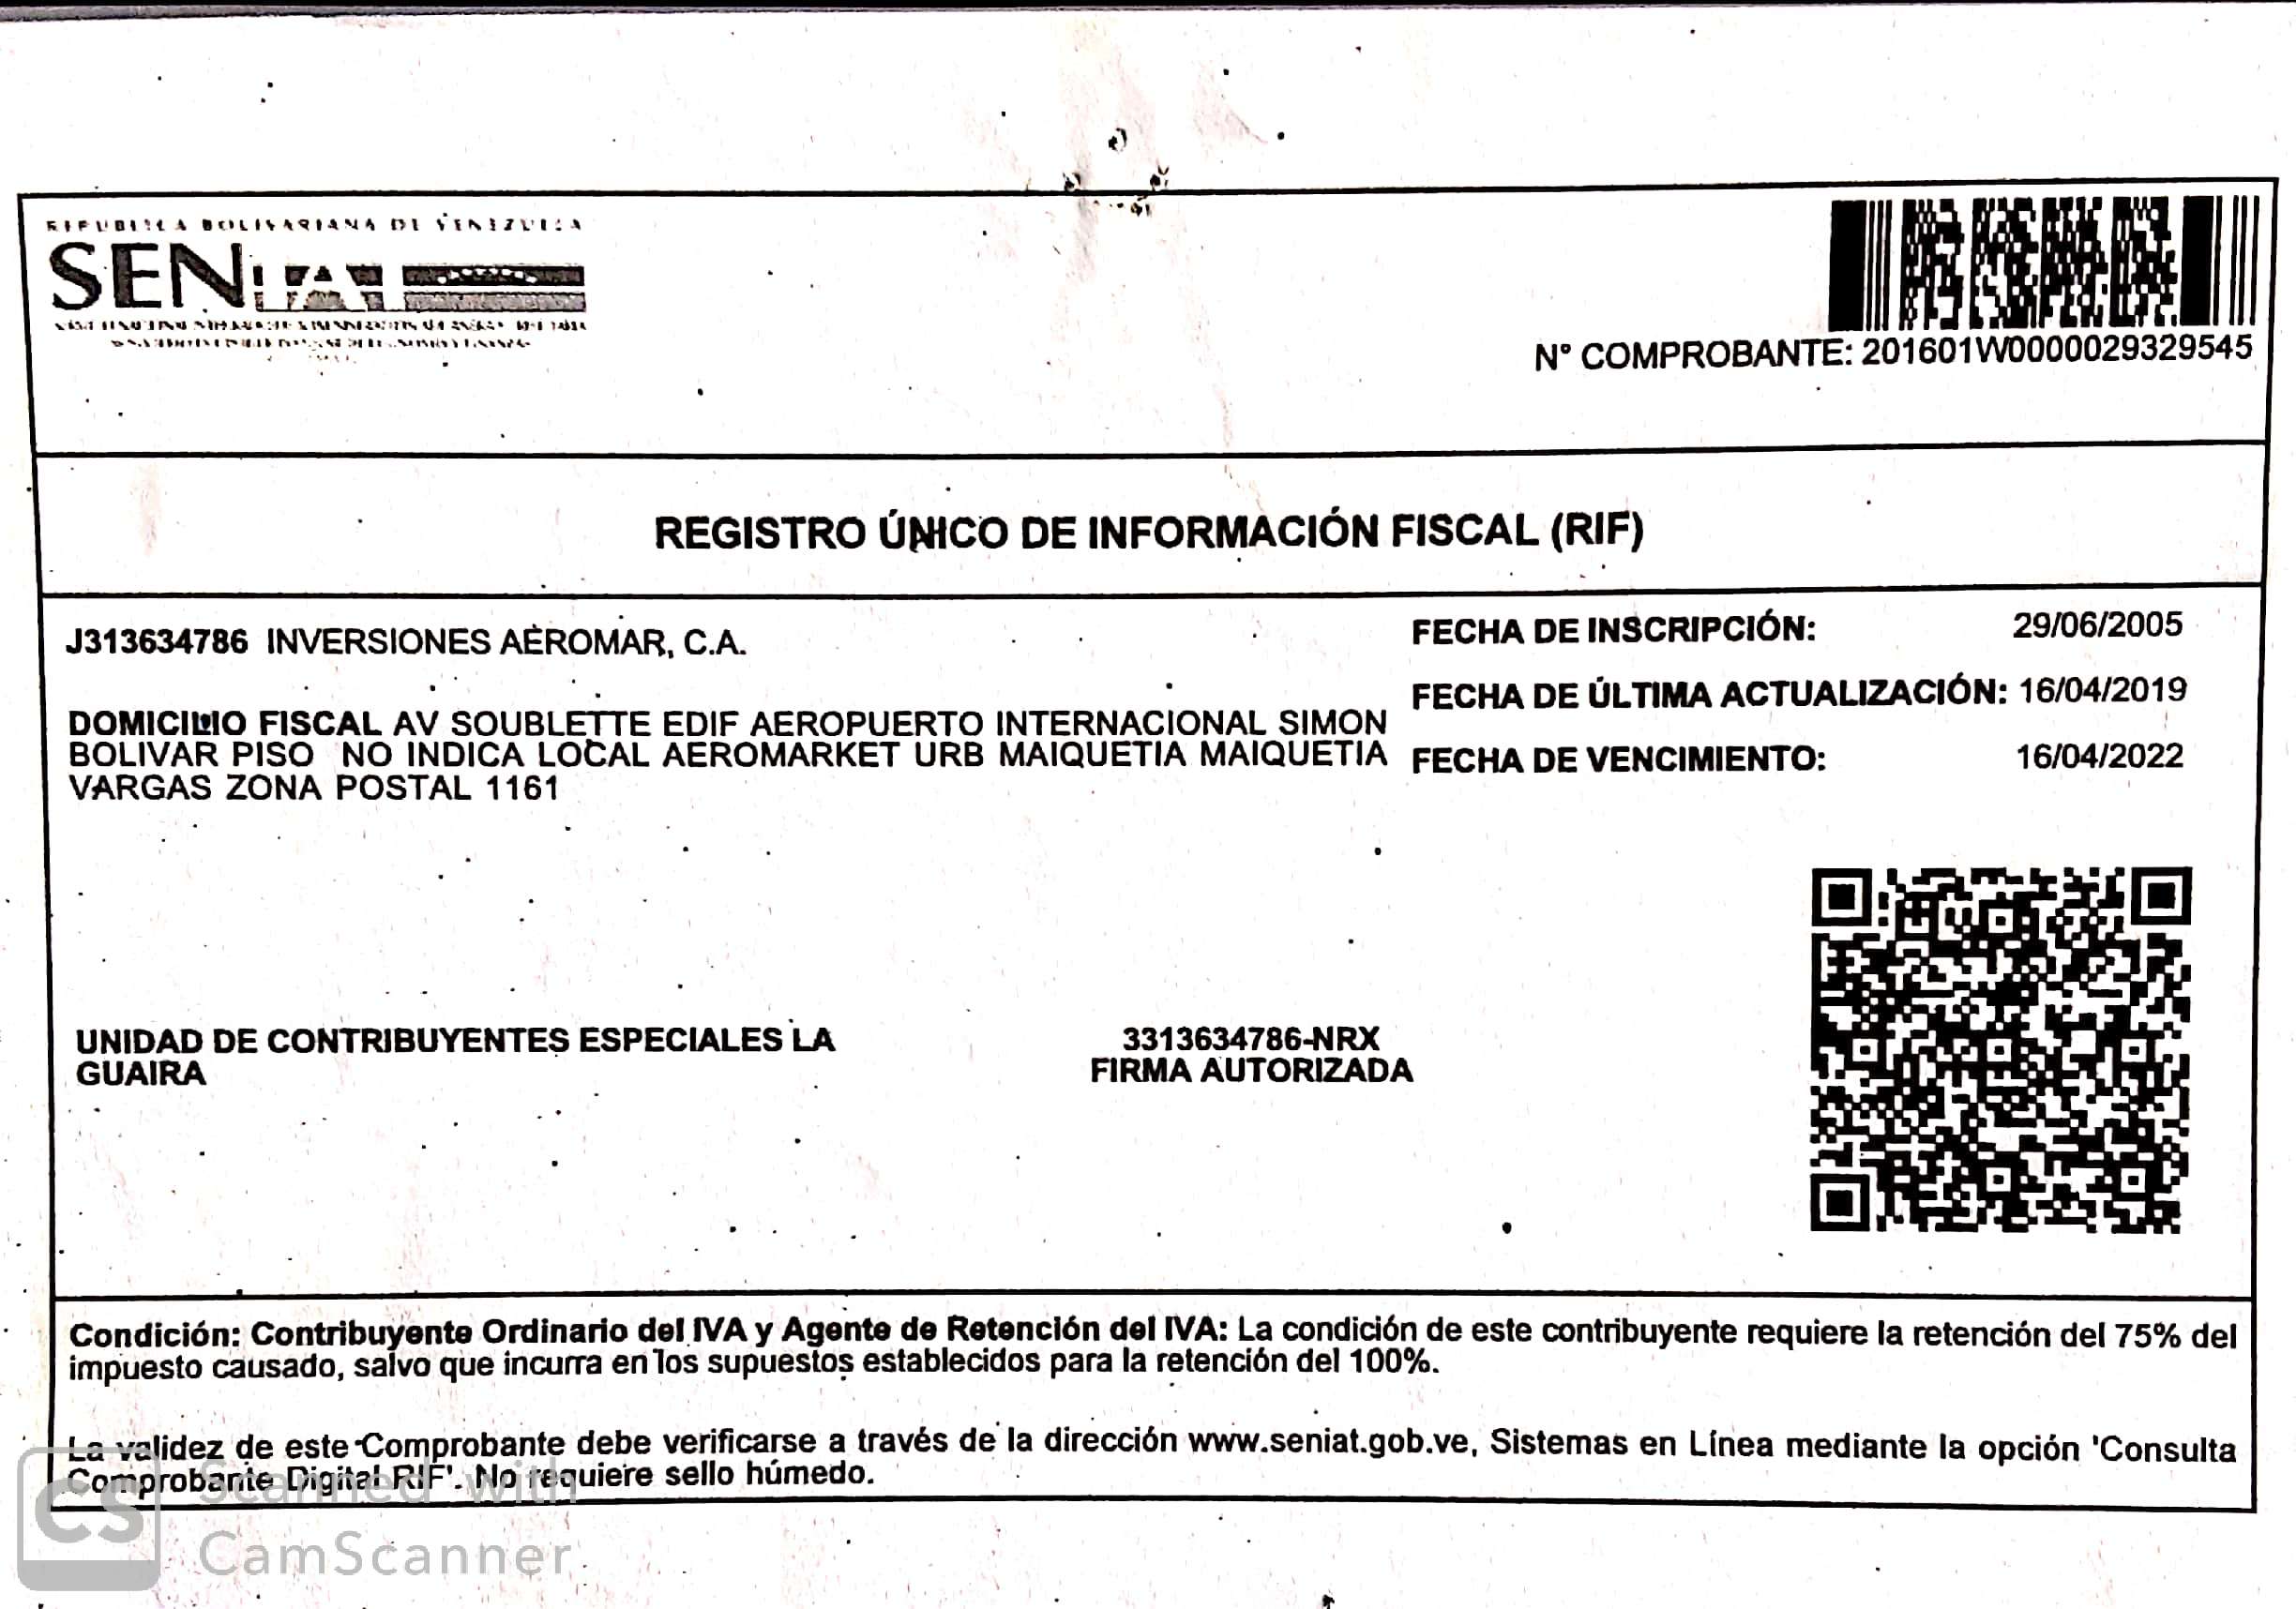 REPUBLICA BOLIVARIANA DE VENEZUELA
SENIAT
N° COMPROBANTE: 201601W0000029329545
REGISTRO ÚNICO DE INFORMACIÓN FISCAL (RIF)
J313634786 INVERSIONES AEROMAR, C.A.
FECHA DE INSCRIPCIÓN: 29/06/2005
FECHA DE ÚLTIMA ACTUALIZACIÓN: 16/04/2019
DOMICILIO FISCAL AV SOUBLETTE EDIF AEROPUERTO INTERNACIONAL SIMON
BOLIVAR PISO NO INDICA LOCAL AEROMARKET URB MAIQUETIA MAIQUETIA
FECHA DE VENCIMIENTO: 16/04/2022
VARGAS ZONA POSTAL 1161
UNIDAD DE CONTRIBUYENTES ESPECIALES LA
GUAIRA
3313634786-NRX
FIRMA AUTORIZADA
Condición: Contribuyente Ordinario del IVA y Agente de Retención del IVA: La condición de este contribuyente requiere la retención del 75% del
impuesto causado, salvo que incurra en los supuestos establecidos para la retención del 100%.
La validez de este Comprobante debe verificarse a través de la dirección www.seniat.gob.ve, Sistemas en Línea mediante la opción 'Consulta
Comprobante Digital RIF'. No requiere sello húmedo.
CS
Scanned with
CamScanner